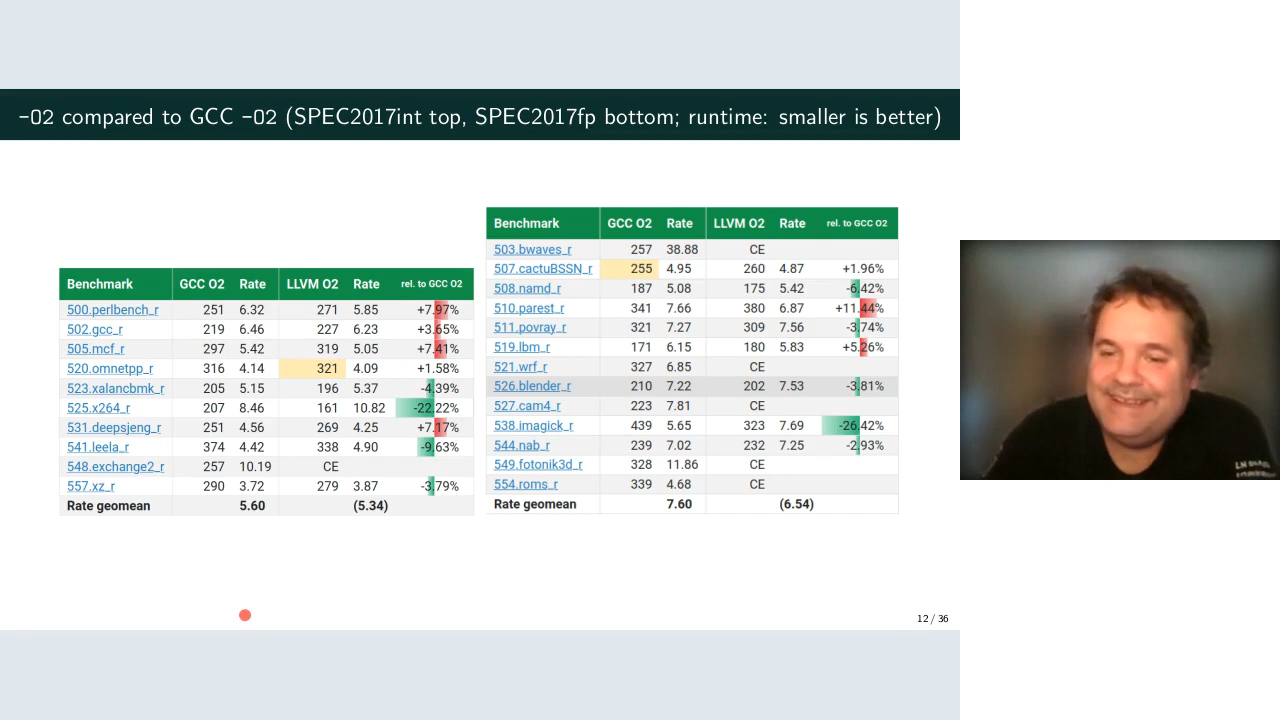 -O2 compared to GCC -O2 (SPEC2017int top, SPEC2017fp bottom; runtime: smaller is better)
Benchmark GCC O2 Rate LLVM O2 Rate rel. to GCC O2
500.perlbench_r 251 6.32 271 5.85 +7.97%
502.gcc_r 219 6.46 227 6.23 +3.65%
505.mcf_r 297 5.42 319 5.05 +7.41%
520.omnetpp_r 316 4.14 321 4.09 +1.58%
523.xalancbmk_r 205 5.15 196 5.37 -4.39%
525.x264_r 207 8.46 161 10.82 -22.22%
531.deepsjeng_r 251 4.56 269 4.25 +7.17%
541.leela_r 374 4.42 338 4.90 -9.63%
548.exchange2_r 257 10.19 CE
557.xz_r 290 3.72 279 3.87 -3.79%
Rate geomean 5.60 (5.34)
Benchmark GCC O2 Rate LLVM O2 Rate rel. to GCC O2
503.bwaves_r 257 38.88 CE
507.cactuBSSN_r 255 4.95 260 4.87 +1.96%
508.namd_r 187 5.08 175 5.42 -6.42%
510.parest_r 341 7.66 380 6.87 +11.44%
511.povray_r 321 7.27 309 7.56 -3.74%
519.lbm_r 171 6.15 180 5.83 +5.26%
521.wrf_r 327 6.85 CE
526.blender_r 210 7.22 202 7.53 -3.81%
527.cam4_r 223 7.81 CE
538.imagick_r 439 5.65 323 7.69 -26.42%
544.nab_r 239 7.02 232 7.25 -2.93%
549.fotonik3d_r 328 11.86 CE
554.roms_r 339 4.68 CE
Rate geomean 7.60 (6.54)
12 / 36